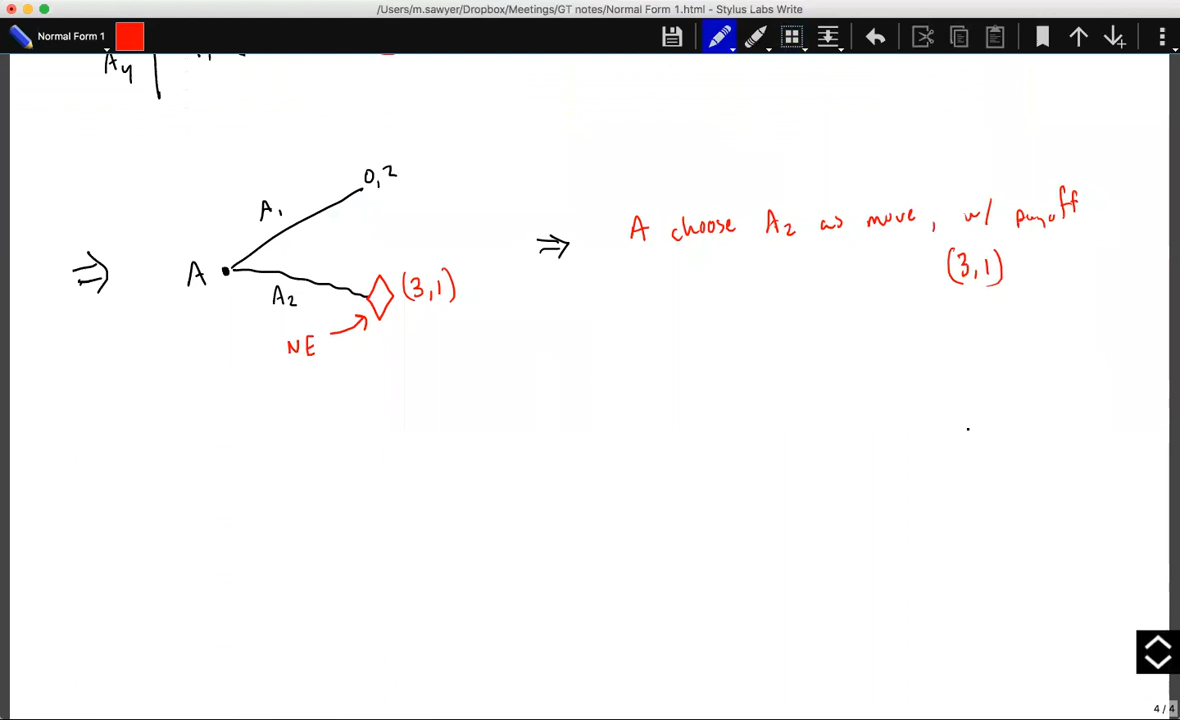 /Users/m.sawyer/Dropbox/Meetings/GT notes/Normal Form 1.html - Stylus Labs Write
Normal Form 1
A4
0,2
A1
A
A2
(3,1)
NE
A choose A2 as move, w/ payoff
(3,1)
4 / 4